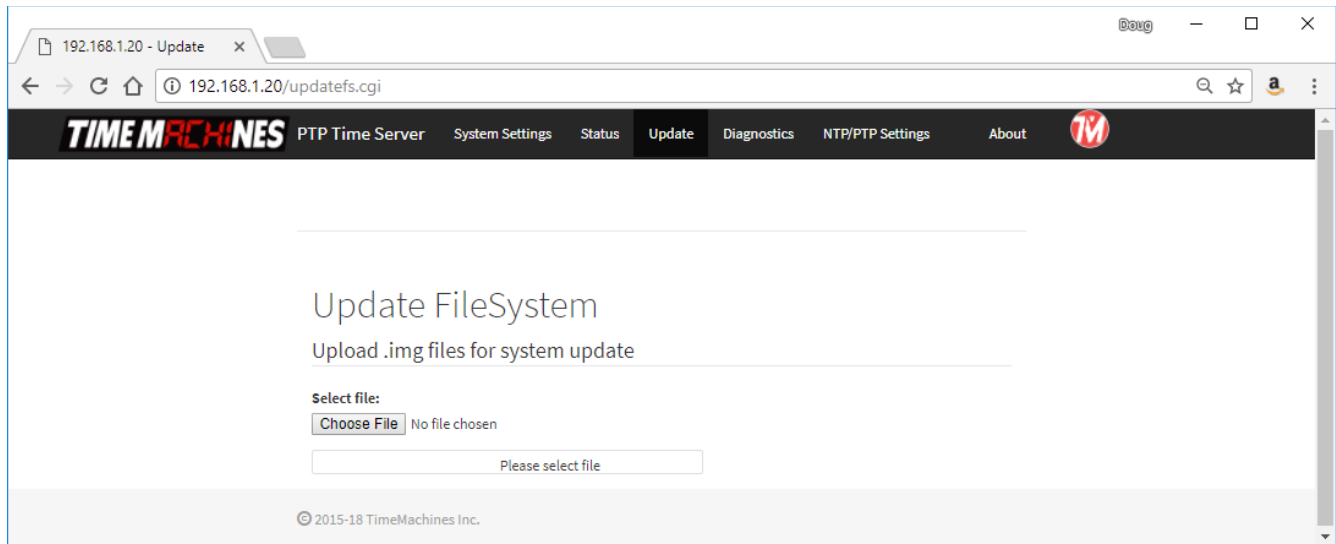 Doug
192.168.1.20 - Update
192.168.1.20/updatefs.cgi
a
TIME MACHINES PTP Time Server System Settings Status Update Diagnostics NTP/PTP Settings About TM
Update FileSystem
Upload .img files for system update
Select file:
Choose File No file chosen
Please select file
© 2015-18 TimeMachines Inc.